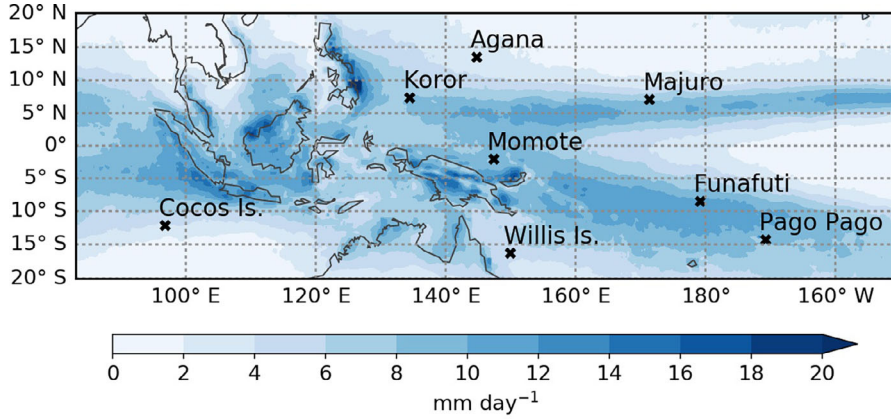 20° N
15° N
10° N
5° N
0°
5° S
10° S
15° S
20° S
Agana
Koror
Majuro
Momote
Funafuti
Cocos Is.
Willis Is.
Pago Pago
100° E 120° E 140° E 160° E 180° 160° W
0 2 4 6 8 10 12 14 16 18 20
mm day⁻¹